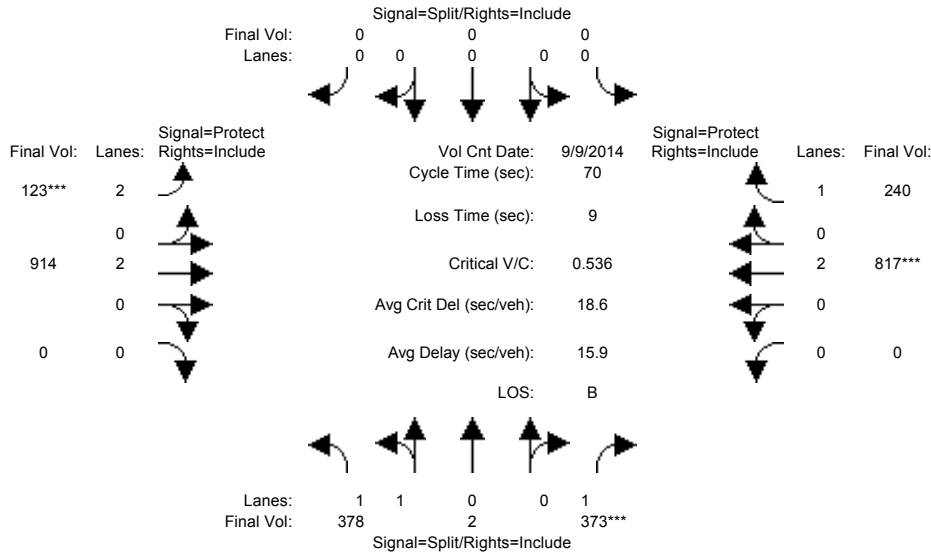 Signal=Split/Rights=Include
Final Vol: 0 0 0
Lanes: 0 0 0 0 0
Signal=Protect Signal=Protect
Final Vol: Lanes: Rights=Include Vol Cnt Date: 9/9/2014 Rights=Include Lanes: Final Vol:
Cycle Time (sec): 70
123*** 2 1 240
Loss Time (sec): 9
0 0
914 2 Critical V/C: 0.536 2 817***
0 Avg Crit Del (sec/veh): 18.6 0
0 0 Avg Delay (sec/veh): 15.9 0 0
LOS: B
Lanes: 1 1 0 0 1
Final Vol: 378 2 373***
Signal=Split/Rights=Include